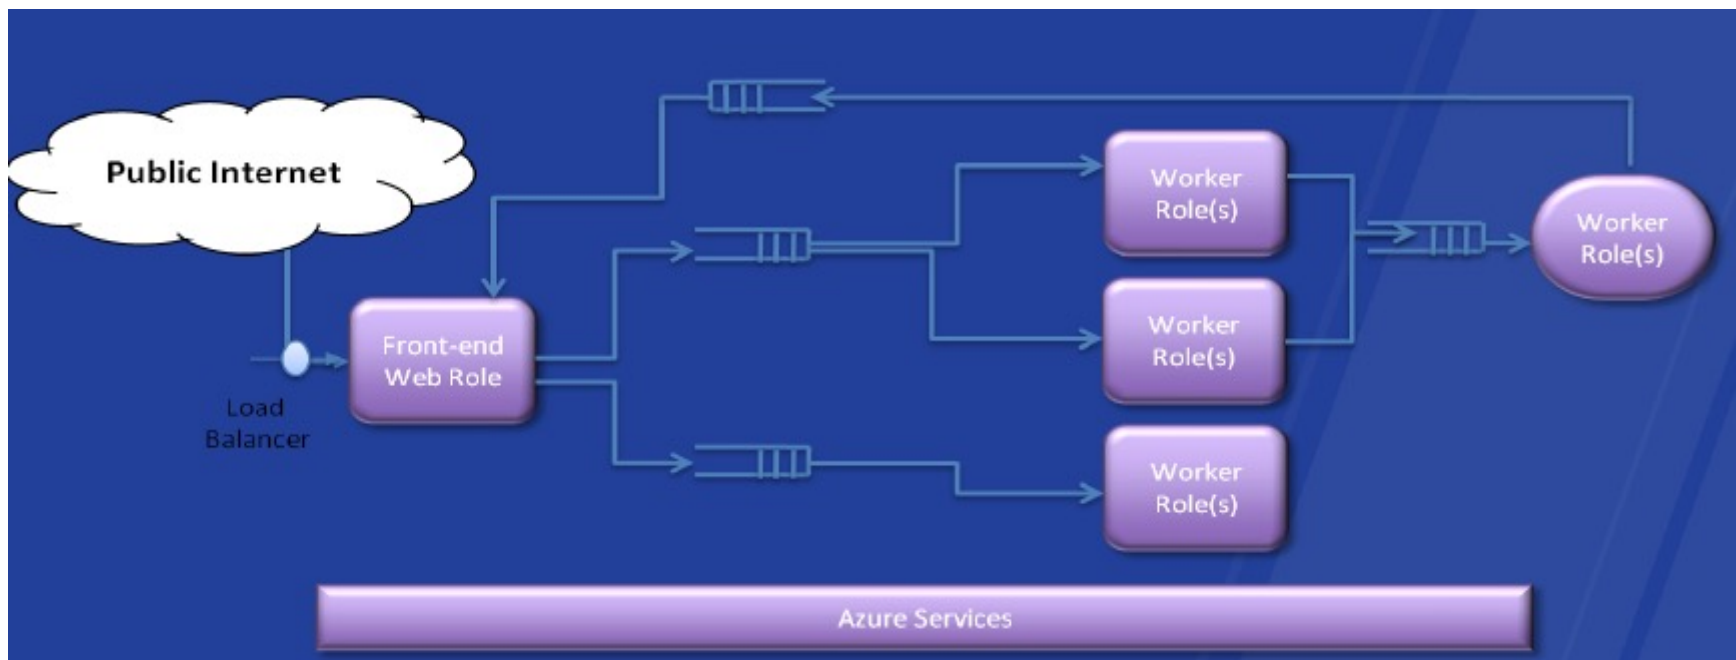 Public Internet
Worker
Role(s)
Worker
Role(s)
Worker
Role(s)
Front-end
Web Role
Load
Balancer
Worker
Role(s)
Azure Services